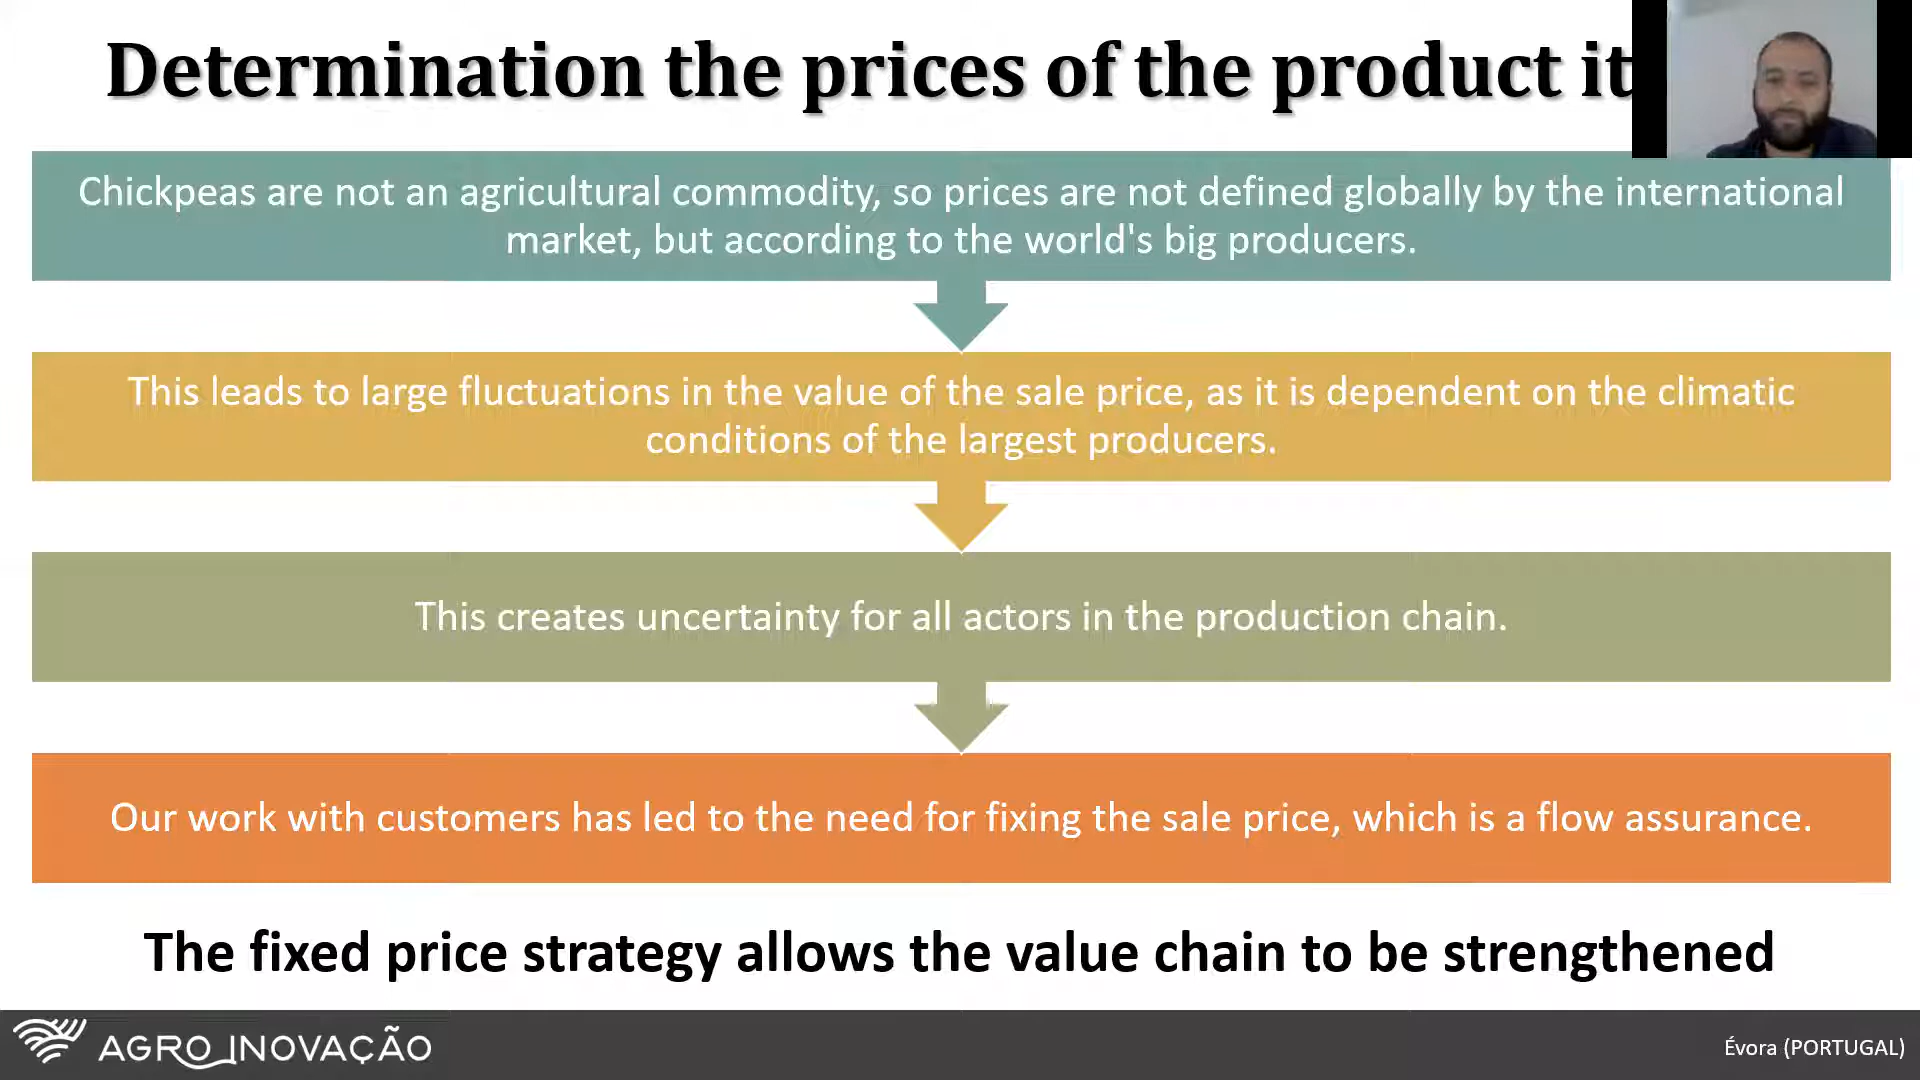 Determination the prices of the product it
Chickpeas are not an agricultural commodity, so prices are not defined globally by the international
market, but according to the world's big producers.
This leads to large fluctuations in the value of the sale price, as it is dependent on the climatic
conditions of the largest producers.
This creates uncertainty for all actors in the production chain.
Our work with customers has led to the need for fixing the sale price, which is a flow assurance.
The fixed price strategy allows the value chain to be strengthened
AGRO INOVAÇÃO
Évora (PORTUGAL)